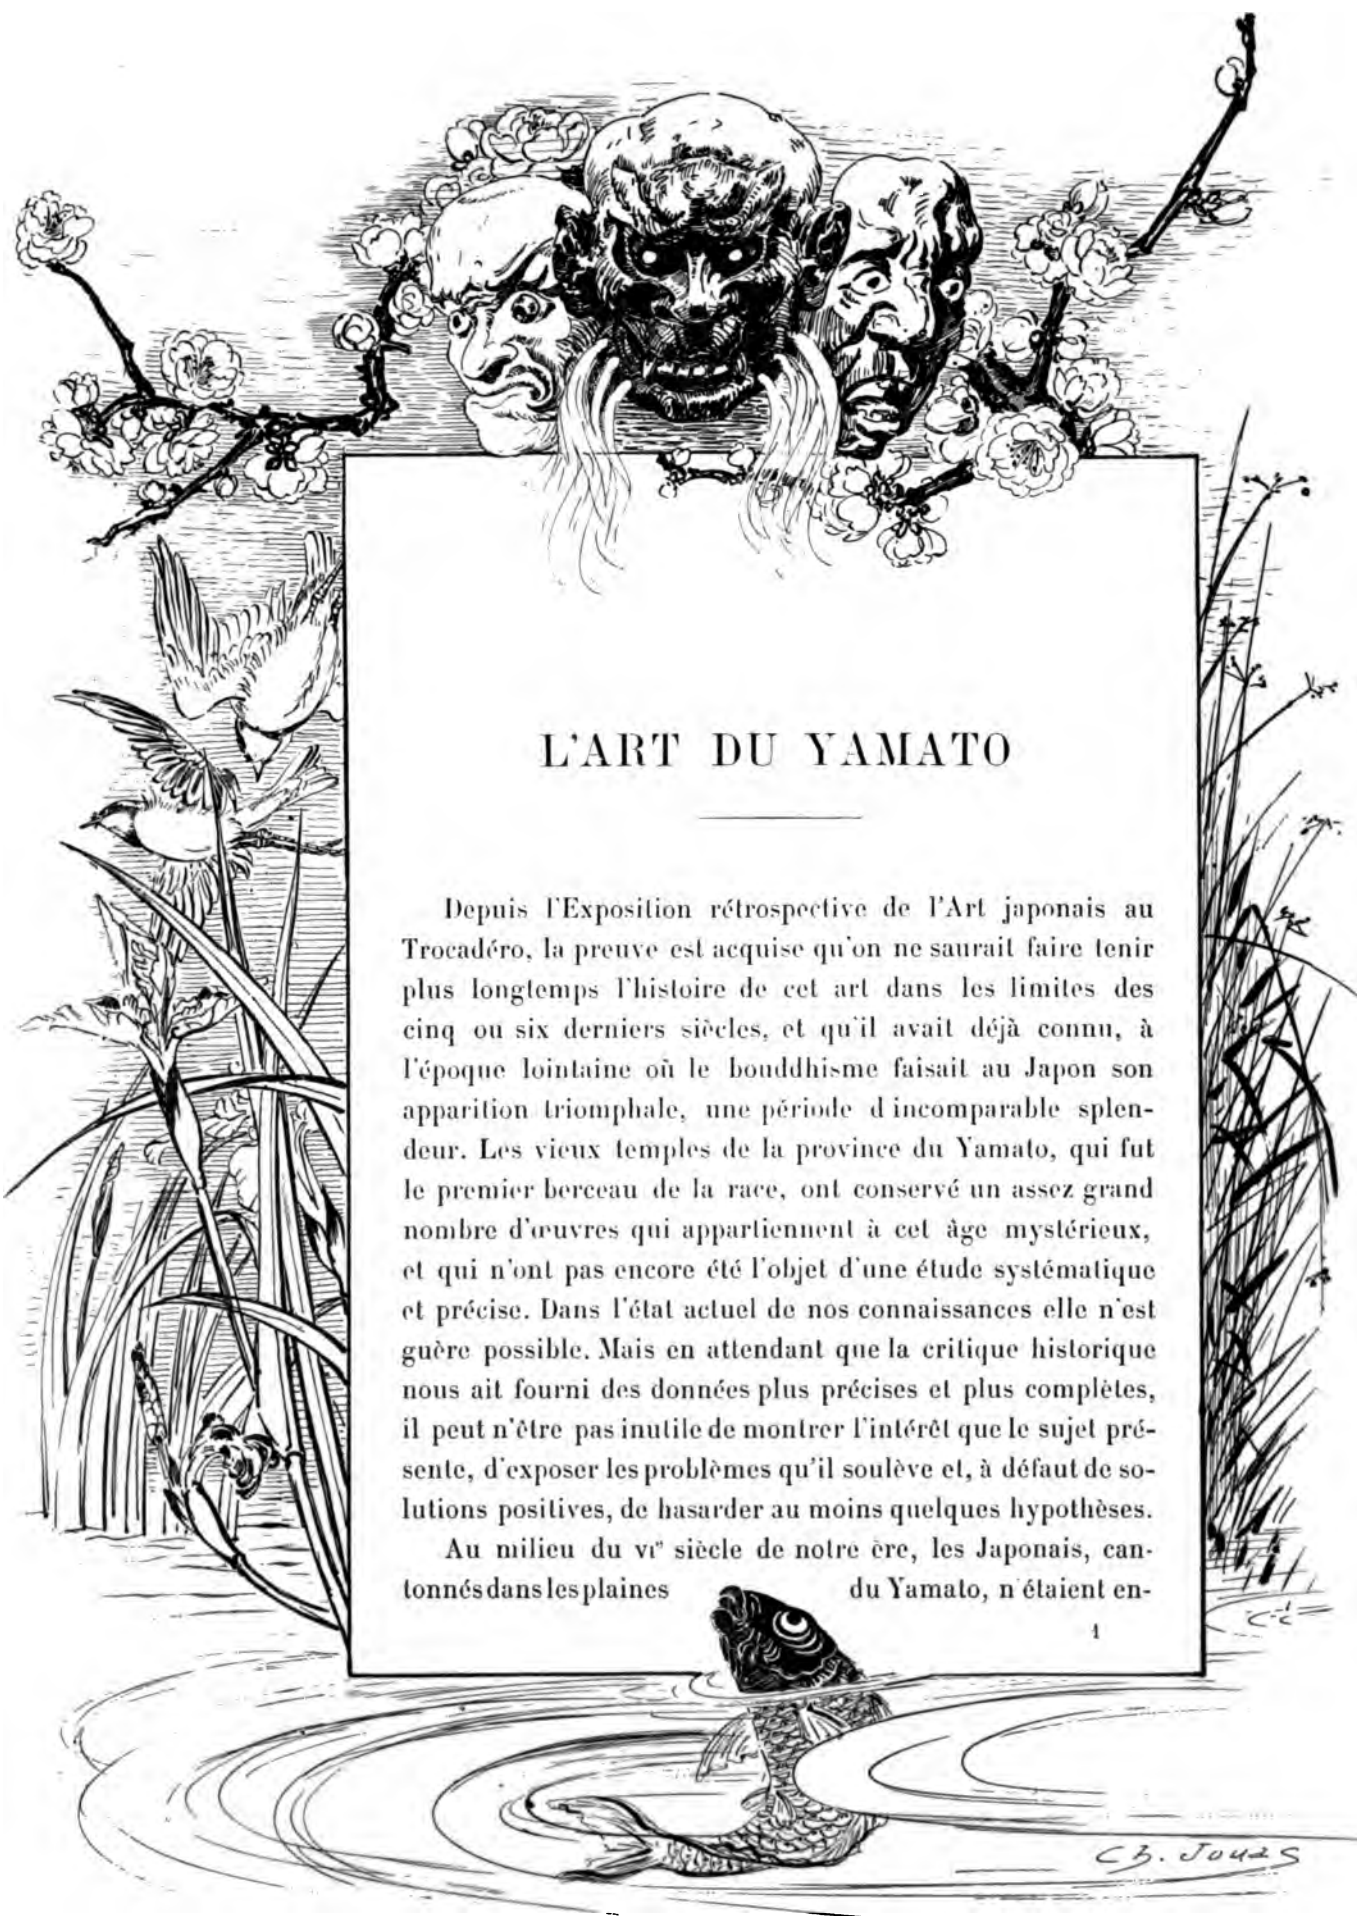 L'ART DU YAMATO
Depuis l'Exposition rétrospective de l'Art japonais au
Trocadéro, la preuve est acquise qu'on ne saurait faire tenir
plus longtemps l'histoire de cet art dans les limites des
cinq ou six derniers siècles, et qu'il avait déjà connu, à
l'époque lointaine où le bouddhisme faisait au Japon son
apparition triomphale, une période d'incomparable splen-
deur. Les vieux temples de la province du Yamato, qui fut
le premier berceau de la race, ont conservé un assez grand
nombre d'œuvres qui appartiennent à cet âge mystérieux,
et qui n'ont pas encore été l'objet d'une étude systématique
et précise. Dans l'état actuel de nos connaissances elle n'est
guère possible. Mais en attendant que la critique historique
nous ait fourni des données plus précises et plus complètes,
il peut n'être pas inutile de montrer l'intérêt que le sujet pré-
sente, d'exposer les problèmes qu'il soulève et, à défaut de so-
lutions positives, de hasarder au moins quelques hypothèses.
Au milieu du VIe siècle de notre ère, les Japonais, can-
tonnés dans les plaines du Yamato, n'étaient en-
1
Ch. Jouas